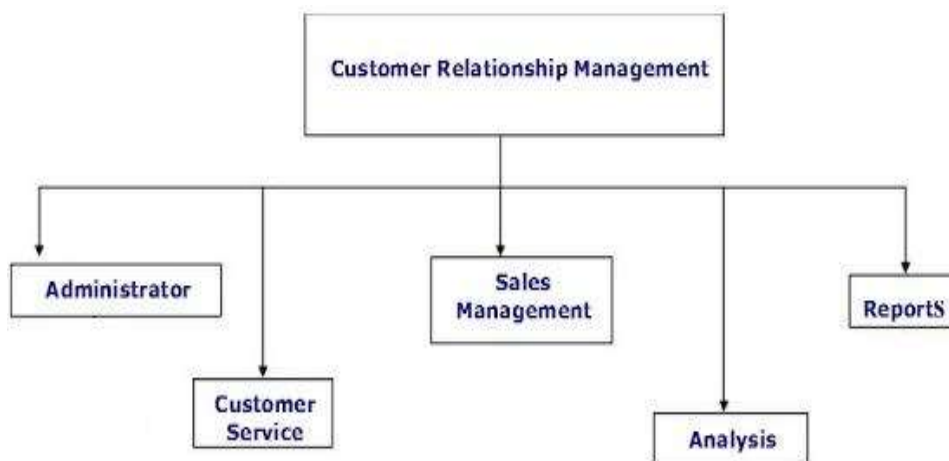 Customer Relationship Management
Administrator
Sales
Management
ReportS
Customer
Service
Analysis